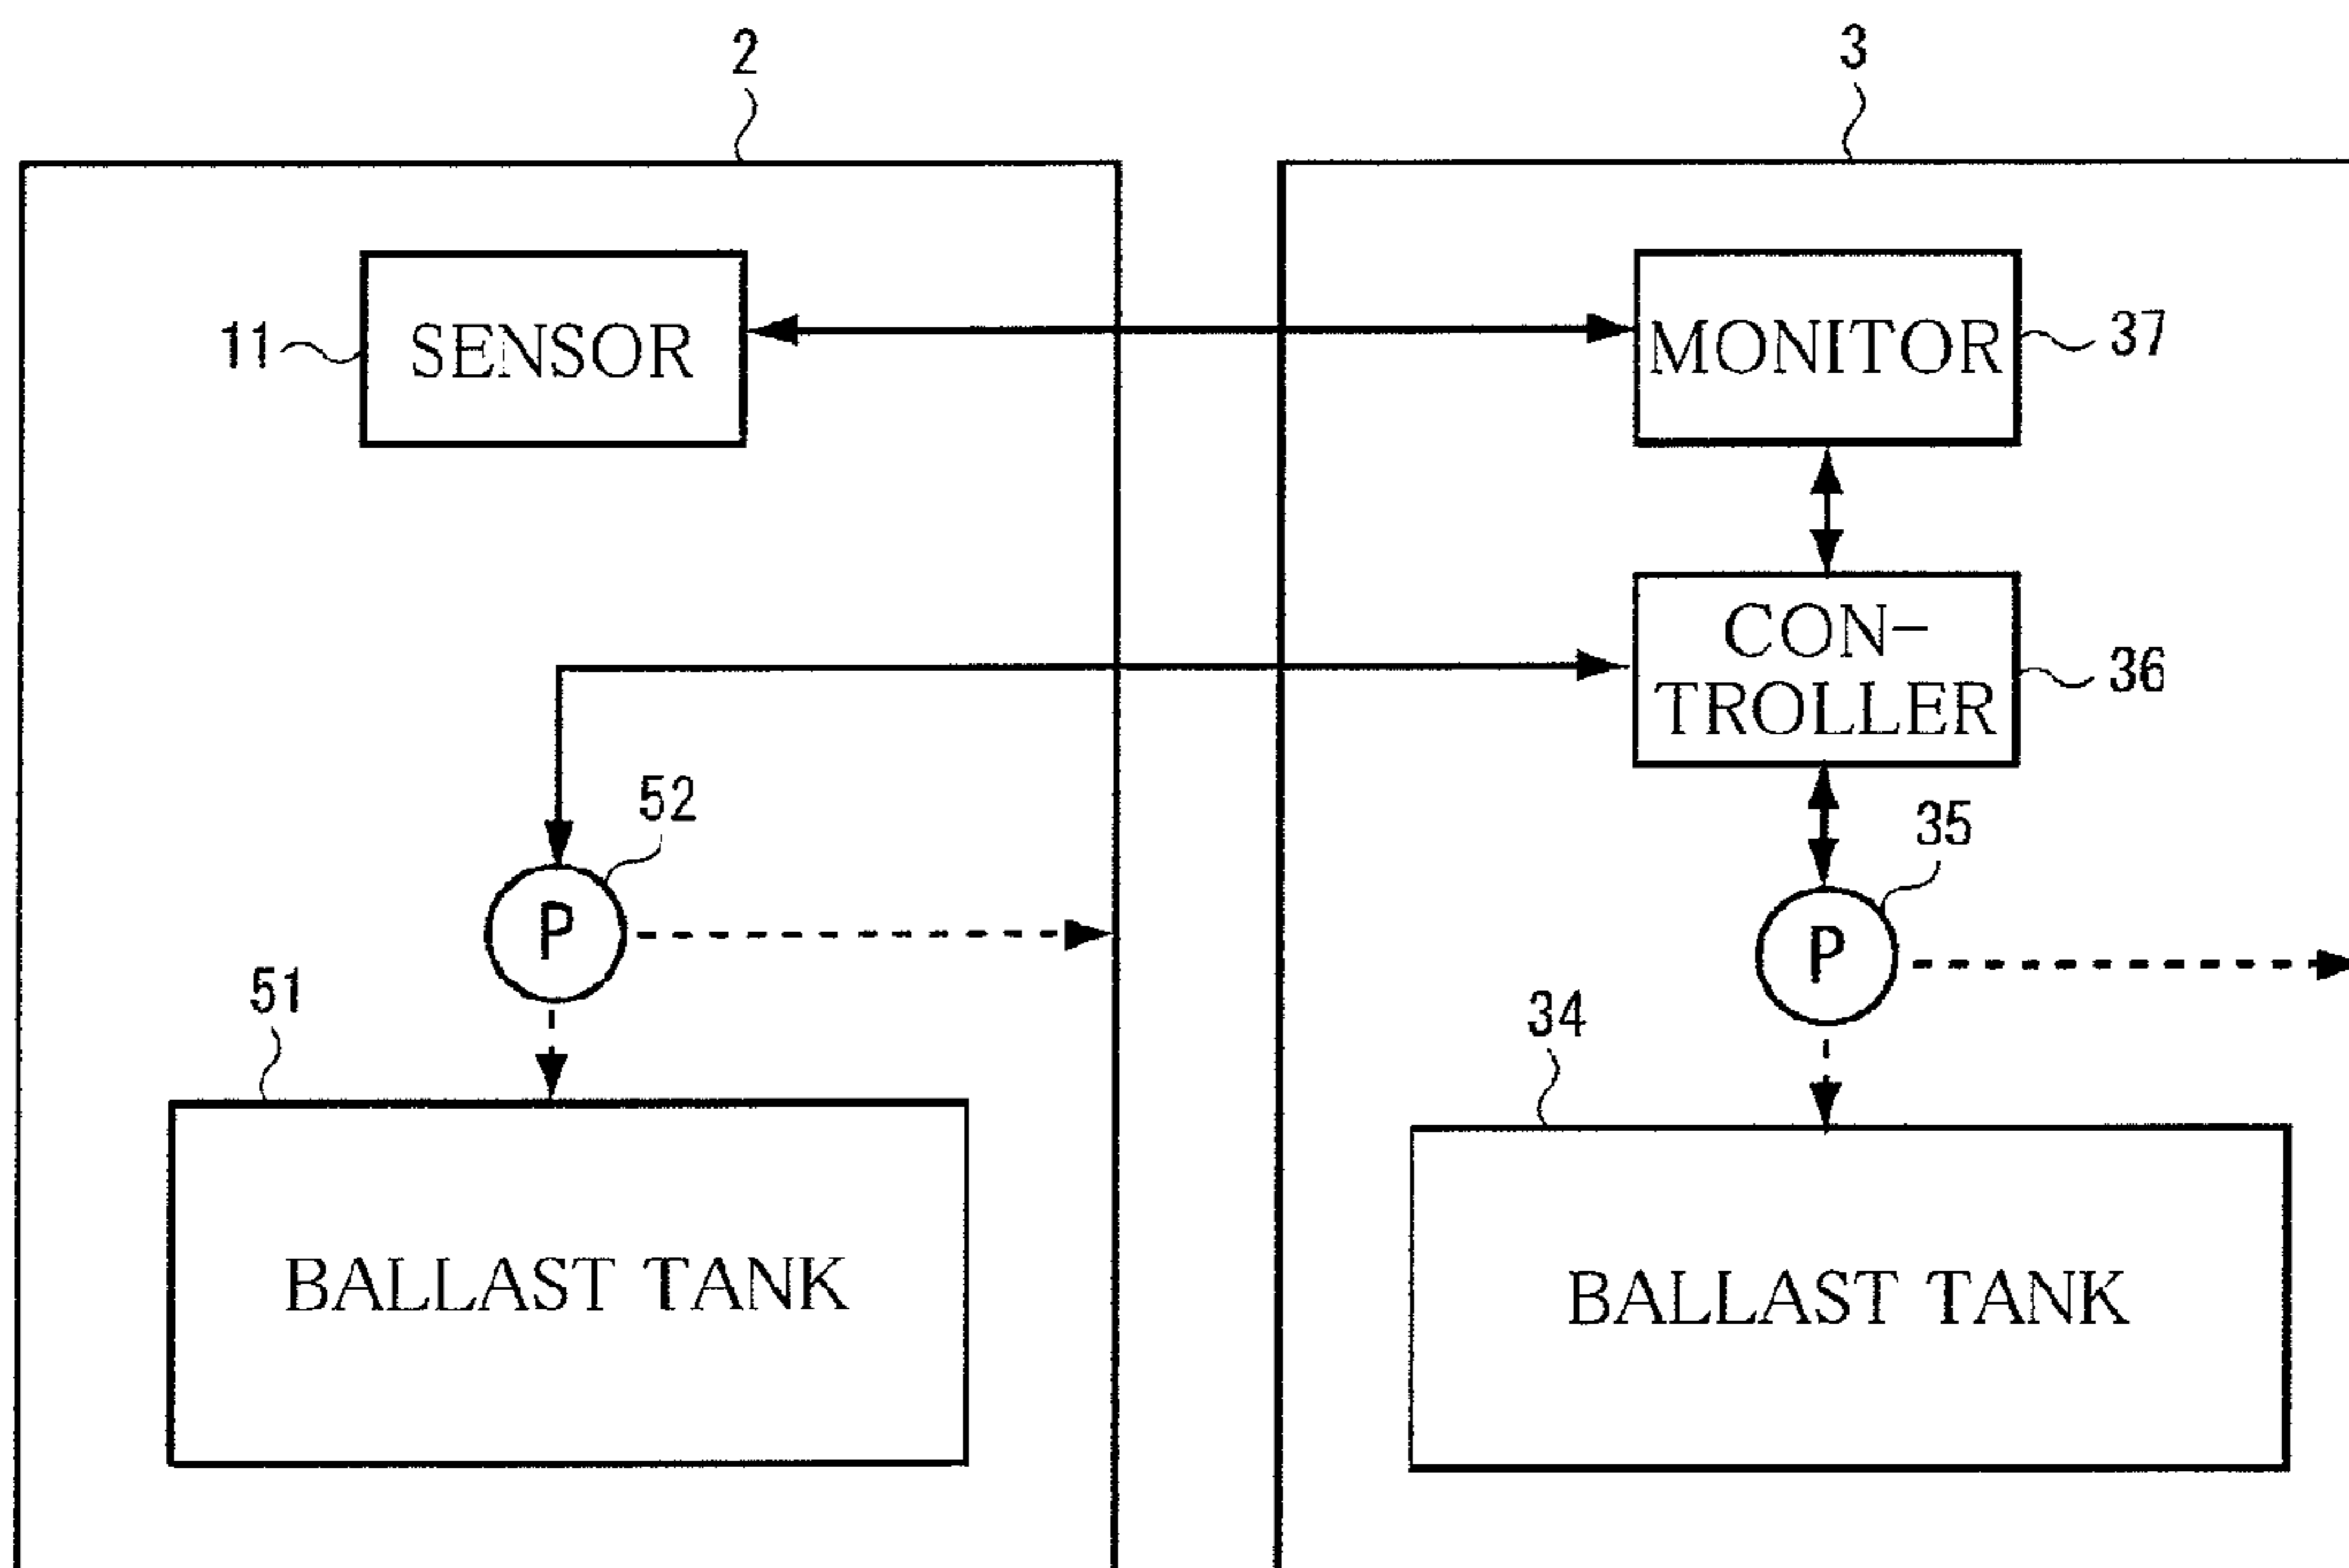 2
3
11
SENSOR
MONITOR
37
CON-
TROLLER
36
52
P
35
P
51
34
BALLAST TANK
BALLAST TANK